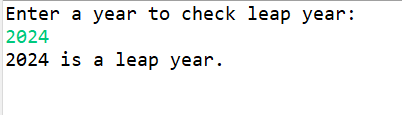 Enter a year to check leap year:
2024
2024 is a leap year.